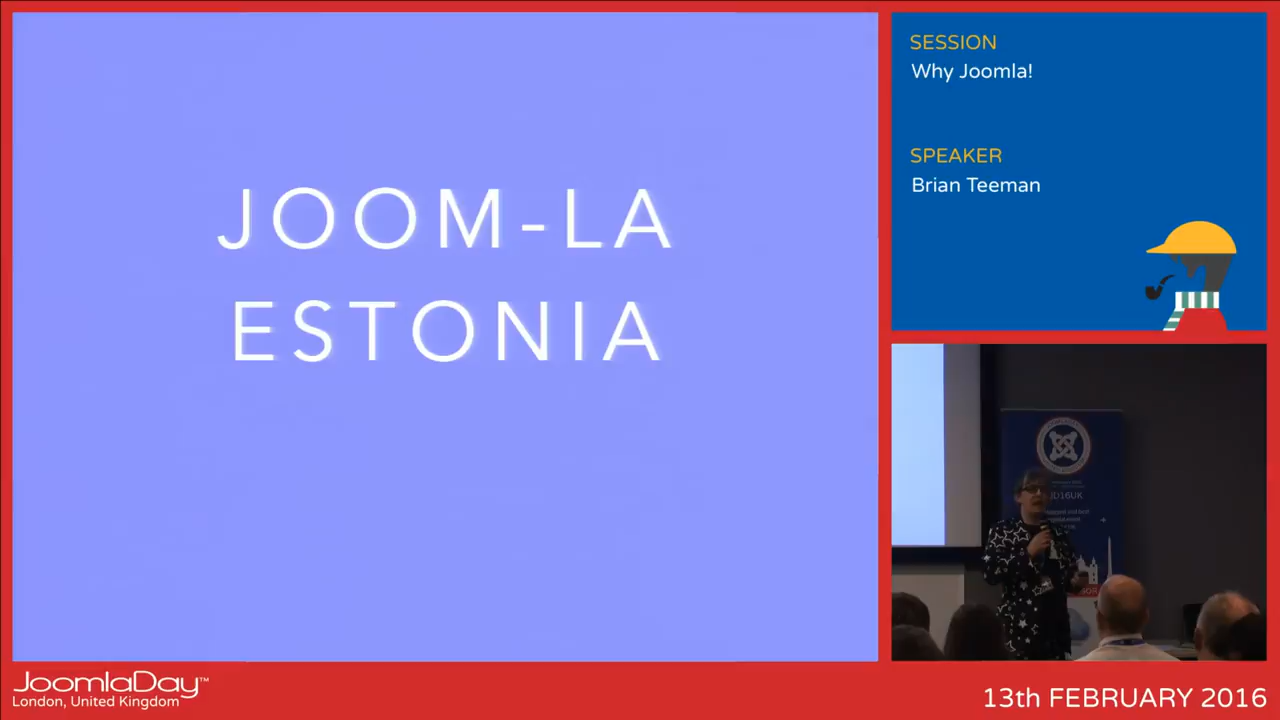 JOOM-LA
ESTONIA
SESSION
Why Joomla!
SPEAKER
Brian Teeman
JD16UK
JoomlaDay™
London, United Kingdom
13th FEBRUARY 2016